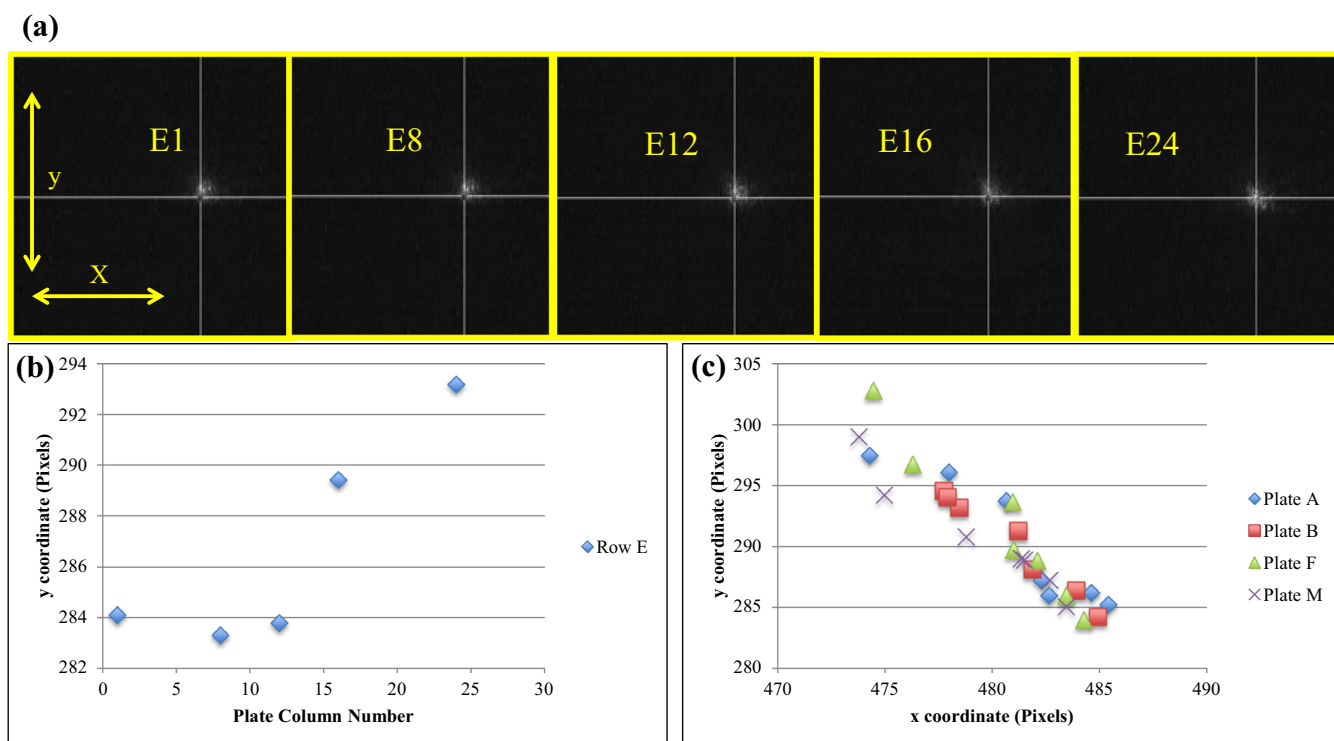 (a)
E1
E8
E12
E16
E24
y
X
(b)
294
292
290
288
286
284
282
y coordinate (Pixels)
0 5 10 15 20 25 30
Plate Column Number
Row E
(c)
305
300
295
290
285
280
y coordinate (Pixels)
470 475 480 485 490
x coordinate (Pixels)
Plate A
Plate B
Plate F
Plate M